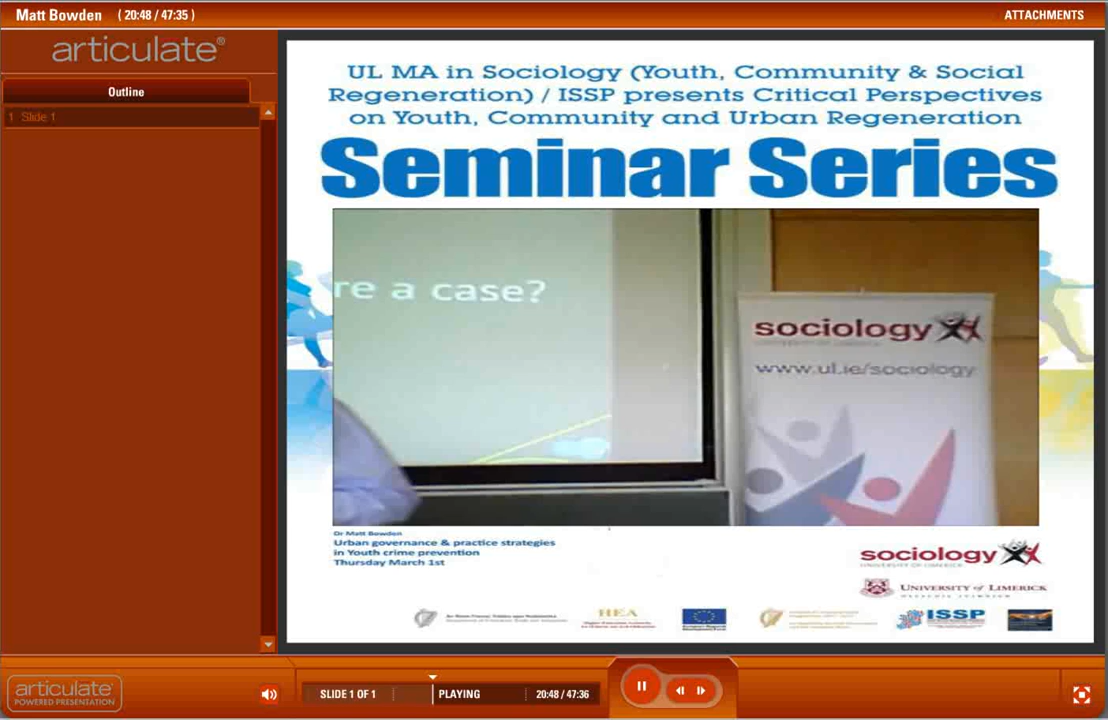 Matt Bowden ( 20:48 / 47:35 )
ATTACHMENTS
articulate®
Outline
1 Slide 1
UL MA in Sociology (Youth, Community & Social
Regeneration) / ISSP presents Critical Perspectives
on Youth, Community and Urban Regeneration
Seminar Series
re a case?
sociology
www.ul.ie/sociology
Dr Matt Bowden
Urban governance & practice strategies
in Youth crime prevention
Thursday March 1st
sociology
UNIVERSITY OF LIMERICK
UNIVERSITY of LIMERICK
HEA
ISSP
articulate
POWERED PRESENTATION
SLIDE 1 OF 1
PLAYING
20:48 / 47:36